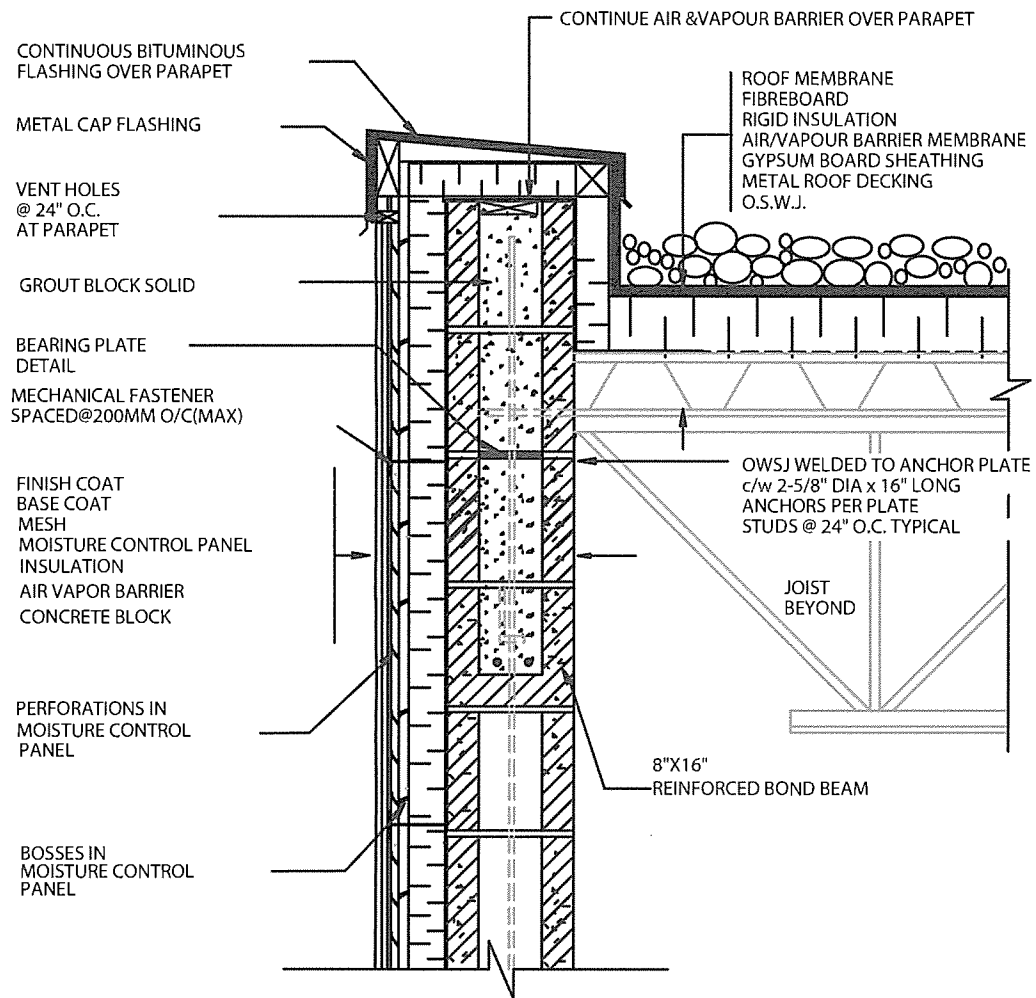 CONTINUE AIR &VAPOUR BARRIER OVER PARAPET
CONTINUOUS BITUMINOUS
FLASHING OVER PARAPET
METAL CAP FLASHING
VENT HOLES
@ 24" O.C.
AT PARAPET
GROUT BLOCK SOLID
BEARING PLATE
DETAIL
MECHANICAL FASTENER
SPACED@200MM O/C(MAX)
FINISH COAT
BASE COAT
MESH
MOISTURE CONTROL PANEL
INSULATION
AIR VAPOR BARRIER
CONCRETE BLOCK
PERFORATIONS IN
MOISTURE CONTROL
PANEL
BOSSES IN
MOISTURE CONTROL
PANEL
ROOF MEMBRANE
FIBREBOARD
RIGID INSULATION
AIR/VAPOUR BARRIER MEMBRANE
GYPSUM BOARD SHEATHING
METAL ROOF DECKING
O.S.W.J.
OWSJ WELDED TO ANCHOR PLATE
c/w 2-5/8" DIA x 16" LONG
ANCHORS PER PLATE
STUDS @ 24" O.C. TYPICAL
JOIST
BEYOND
8"X16"
REINFORCED BOND BEAM